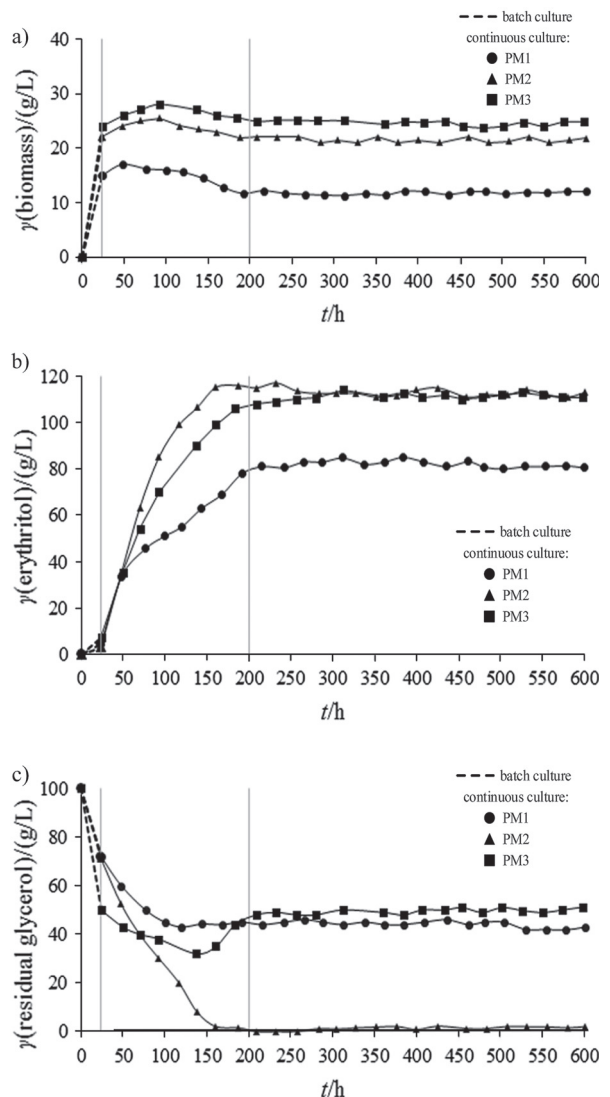 a)
batch culture
continuous culture:
PM1
PM2
PM3
γ(biomass)/(g/L)
40
30
20
10
0
0 50 100 150 200 250 300 350 400 450 500 550 600
t/h
b)
γ(erythritol)/(g/L)
120
100
80
60
40
20
0
batch culture
continuous culture:
PM1
PM2
PM3
0 50 100 150 200 250 300 350 400 450 500 550 600
t/h
c)
batch culture
continuous culture:
PM1
PM2
PM3
γ(residual glycerol)/(g/L)
100
80
60
40
20
0
0 50 100 150 200 250 300 350 400 450 500 550 600
t/h